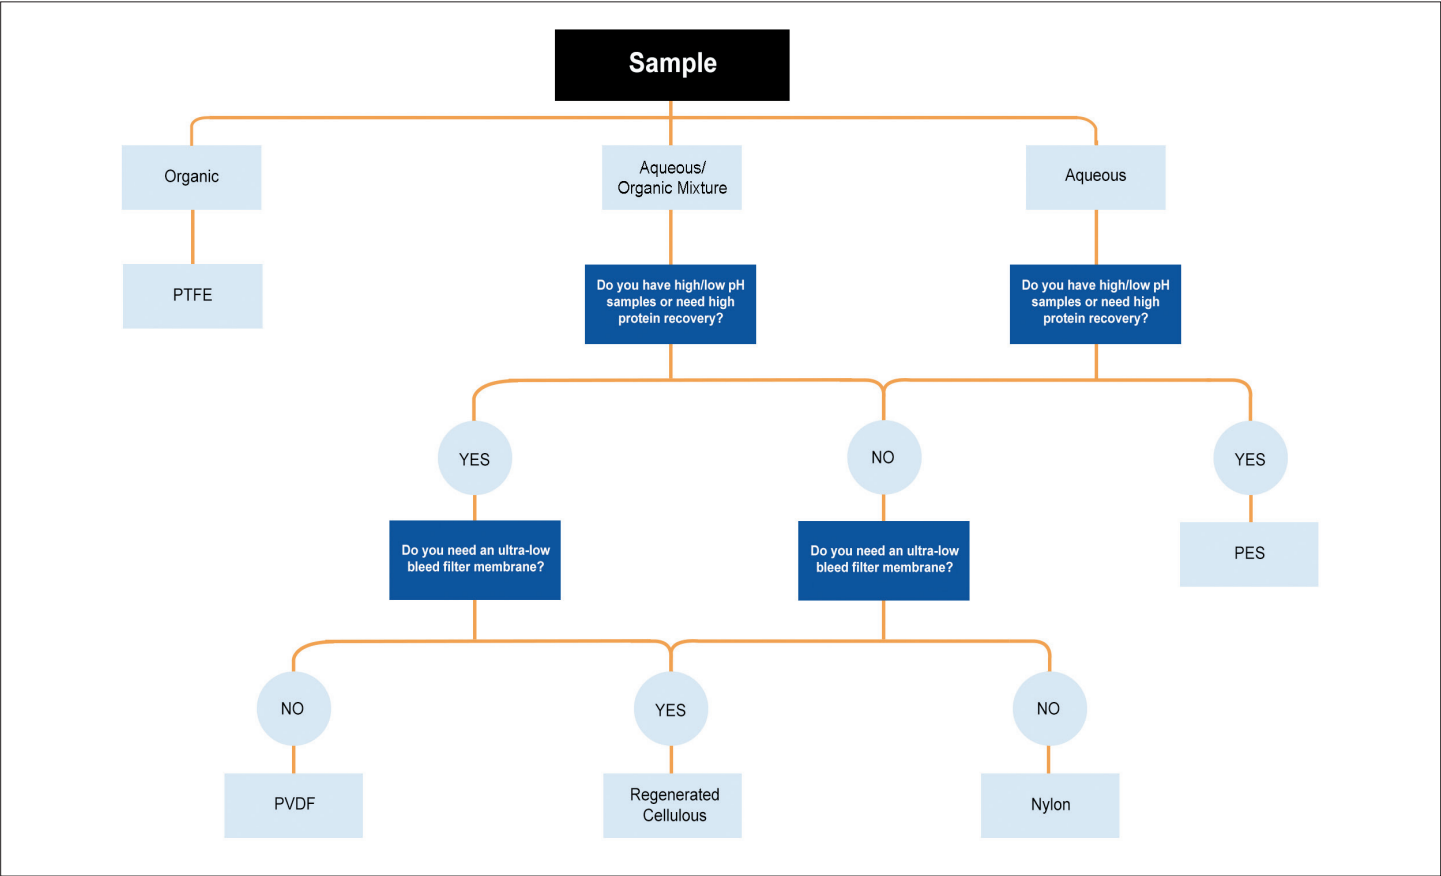 Sample
Organic
Aqueous/
Organic Mixture
Aqueous
PTFE
Do you have high/low pH
samples or need high
protein recovery?
Do you have high/low pH
samples or need high
protein recovery?
YES
NO
YES
Do you need an ultra-low
bleed filter membrane?
Do you need an ultra-low
bleed filter membrane?
PES
NO
YES
NO
PVDF
Regenerated
Cellulous
Nylon